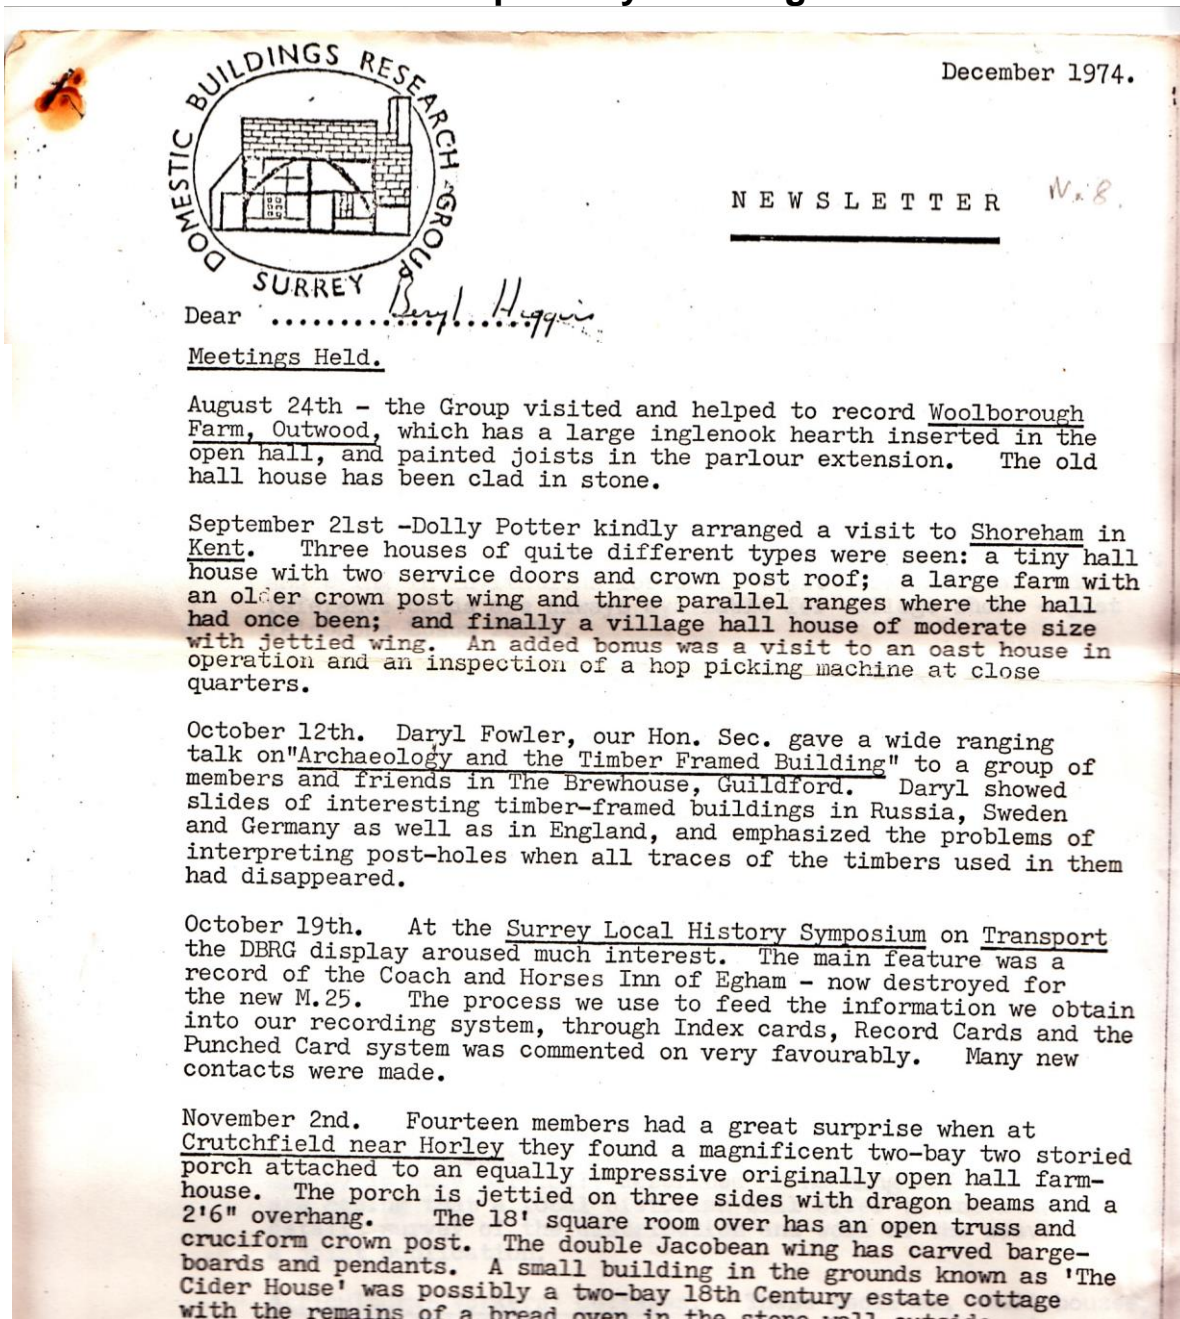 December 1974.
DOMESTIC BUILDINGS RESEARCH GROUP
SURREY
NEWSLETTER No. 8.
Dear .......... Beryl Higgins
Meetings Held.
August 24th - the Group visited and helped to record Woolborough
Farm, Outwood, which has a large inglenook hearth inserted in the
open hall, and painted joists in the parlour extension. The old
hall house has been clad in stone.
September 21st -Dolly Potter kindly arranged a visit to Shoreham in
Kent. Three houses of quite different types were seen: a tiny hall
house with two service doors and crown post roof; a large farm with
an older crown post wing and three parallel ranges where the hall
had once been; and finally a village hall house of moderate size
with jettied wing. An added bonus was a visit to an oast house in
operation and an inspection of a hop picking machine at close
quarters.
October 12th. Daryl Fowler, our Hon. Sec. gave a wide ranging
talk on"Archaeology and the Timber Framed Building" to a group of
members and friends in The Brewhouse, Guildford. Daryl showed
slides of interesting timber-framed buildings in Russia, Sweden
and Germany as well as in England, and emphasized the problems of
interpreting post-holes when all traces of the timbers used in them
had disappeared.
October 19th. At the Surrey Local History Symposium on Transport
the DBRG display aroused much interest. The main feature was a
record of the Coach and Horses Inn of Egham - now destroyed for
the new M.25. The process we use to feed the information we obtain
into our recording system, through Index cards, Record Cards and the
Punched Card system was commented on very favourably. Many new
contacts were made.
November 2nd. Fourteen members had a great surprise when at
Crutchfield near Horley they found a magnificent two-bay two storied
porch attached to an equally impressive originally open hall farm-
house. The porch is jettied on three sides with dragon beams and a
2'6" overhang. The 18' square room over has an open truss and
cruciform crown post. The double Jacobean wing has carved barge-
boards and pendants. A small building in the grounds known as 'The
Cider House' was possibly a two-bay 18th Century estate cottage
with the remains of a bread oven in the stone wall outside.